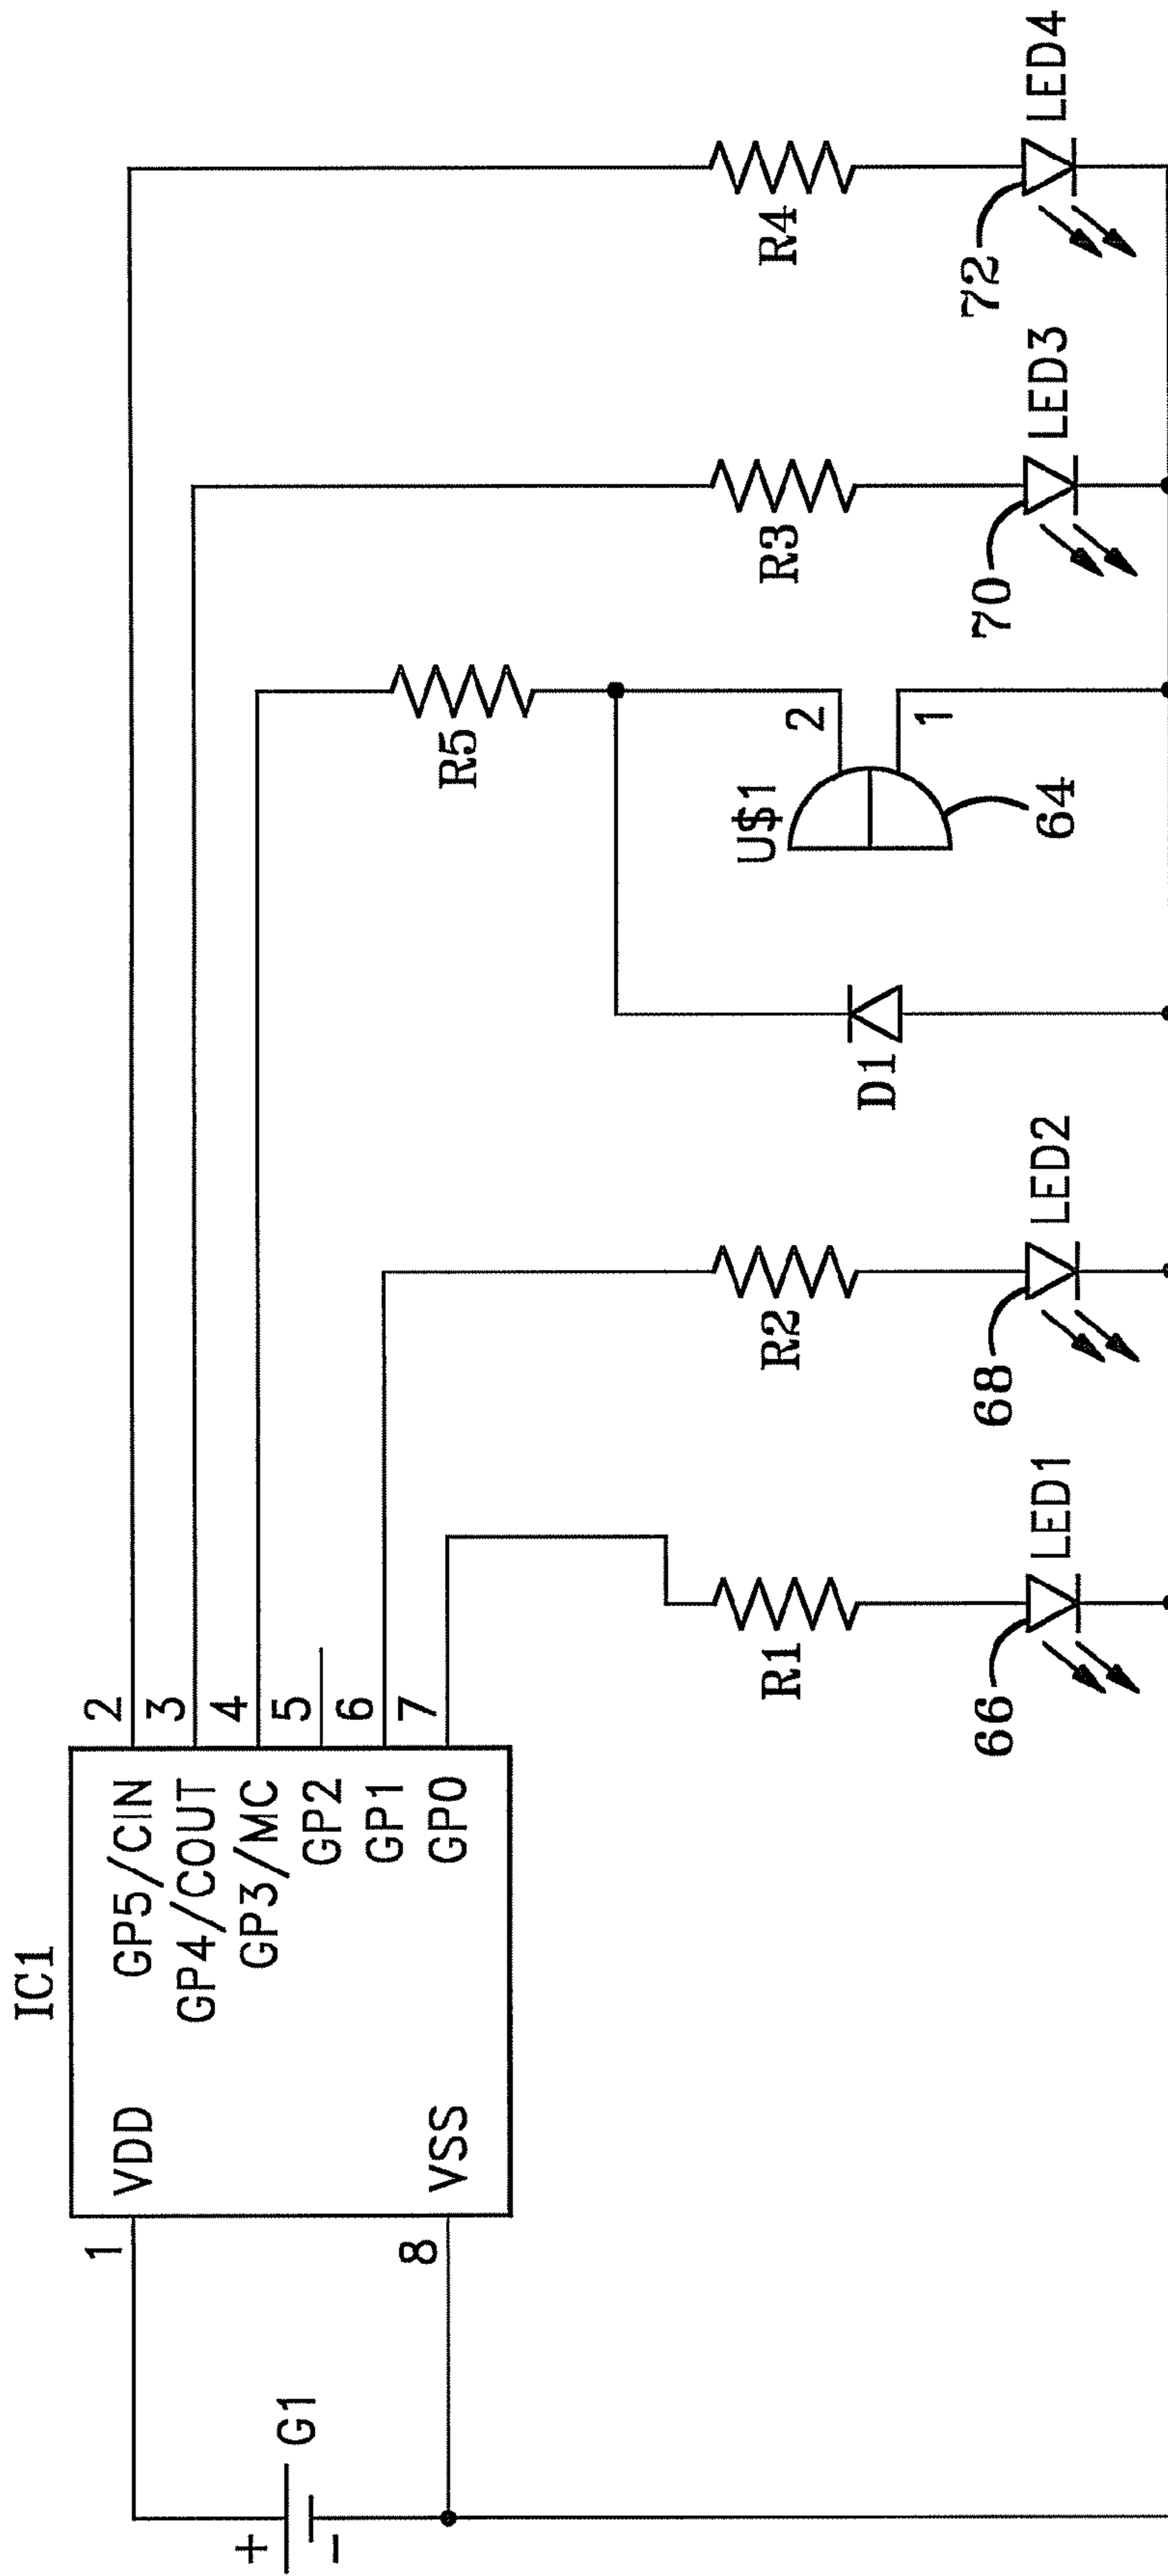 IC1
1
VDD
GP5/CIN
2
GP4/COUT
3
GP3/MC
4
GP2
5
GP1
6
8
VSS
GP0
7
+
G1
-
R5
U$1
2
1
64
R1
R2
D1
R3
R4
66
LED1
68
LED2
70
LED3
72
LED4